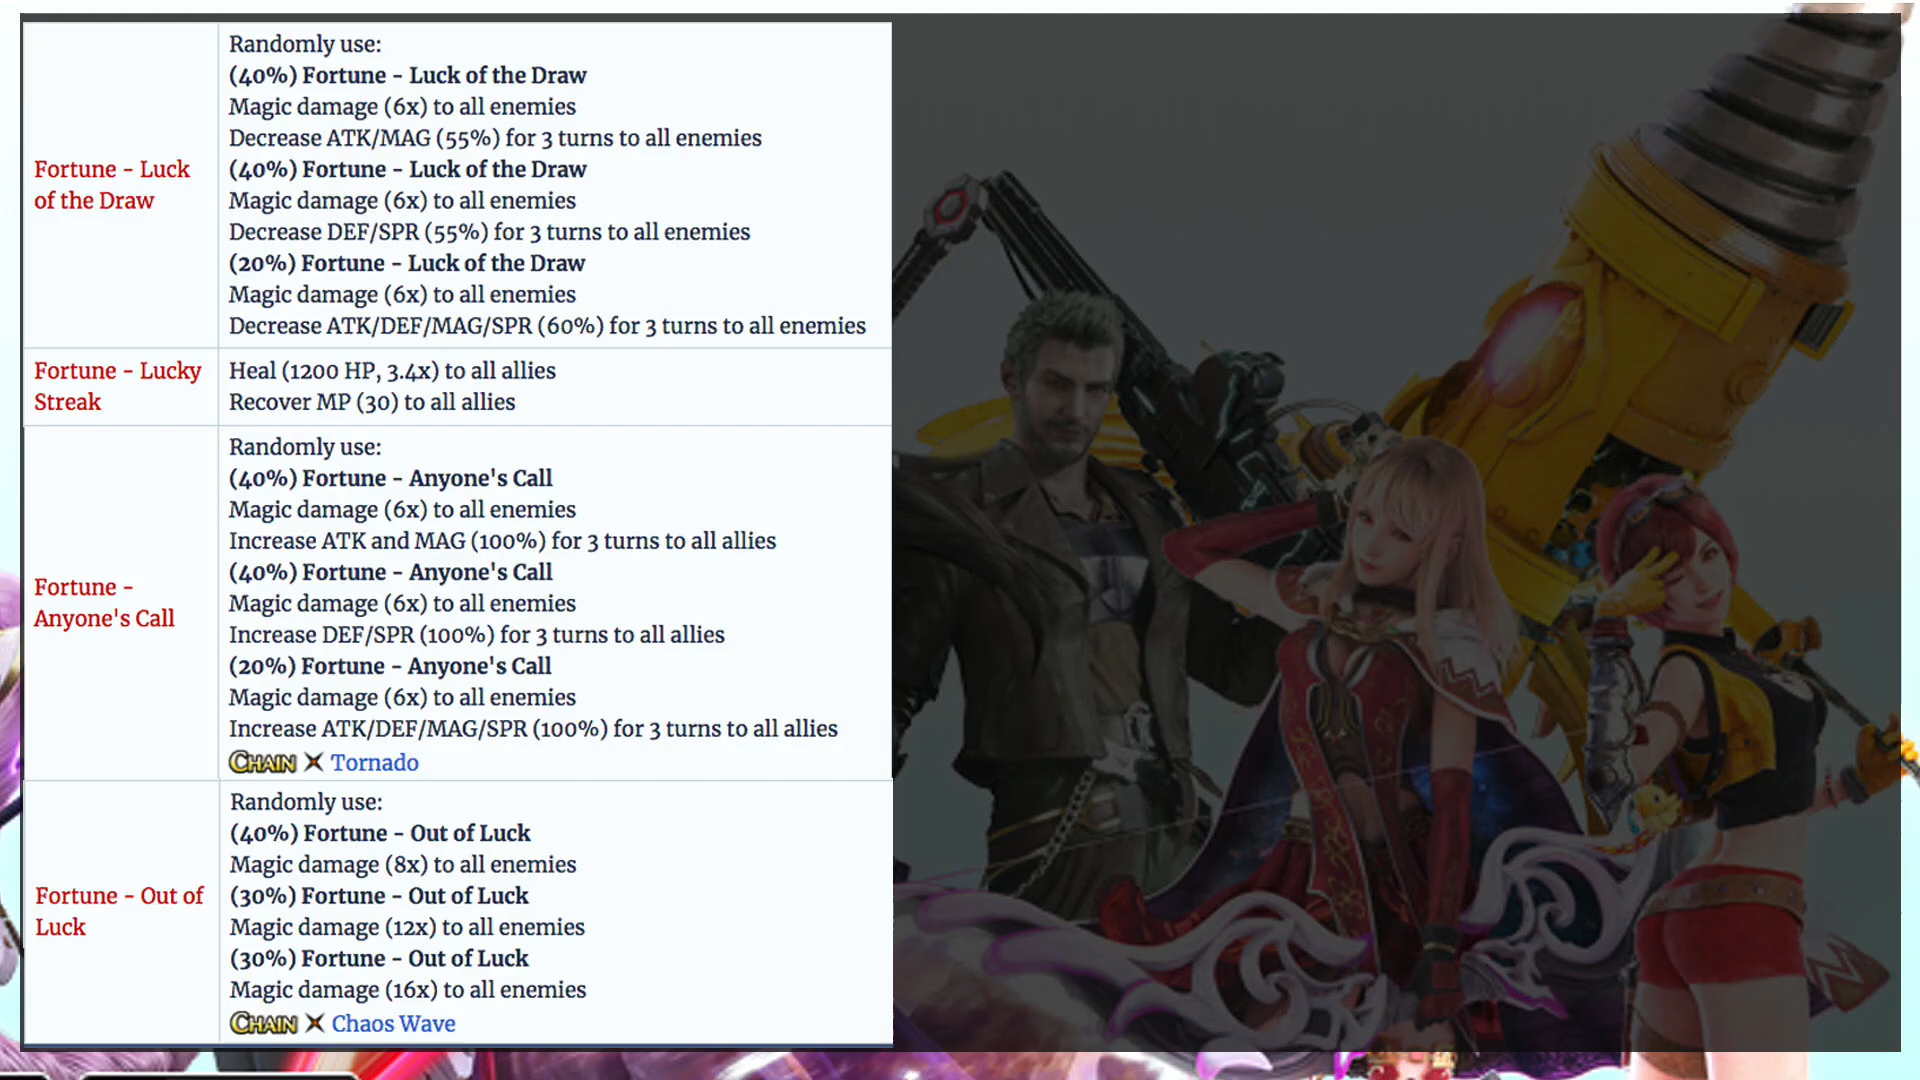 Fortune - Luck
of the Draw
Randomly use:
(40%) Fortune - Luck of the Draw
Magic damage (6x) to all enemies
Decrease ATK/MAG (55%) for 3 turns to all enemies
(40%) Fortune - Luck of the Draw
Magic damage (6x) to all enemies
Decrease DEF/SPR (55%) for 3 turns to all enemies
(20%) Fortune - Luck of the Draw
Magic damage (6x) to all enemies
Decrease ATK/DEF/MAG/SPR (60%) for 3 turns to all enemies
Fortune - Lucky
Streak
Heal (1200 HP, 3.4x) to all allies
Recover MP (30) to all allies
Fortune -
Anyone's Call
Randomly use:
(40%) Fortune - Anyone's Call
Magic damage (6x) to all enemies
Increase ATK and MAG (100%) for 3 turns to all allies
(40%) Fortune - Anyone's Call
Magic damage (6x) to all enemies
Increase DEF/SPR (100%) for 3 turns to all allies
(20%) Fortune - Anyone's Call
Magic damage (6x) to all enemies
Increase ATK/DEF/MAG/SPR (100%) for 3 turns to all allies
CHAIN Tornado
Fortune - Out of
Luck
Randomly use:
(40%) Fortune - Out of Luck
Magic damage (8x) to all enemies
(30%) Fortune - Out of Luck
Magic damage (12x) to all enemies
(30%) Fortune - Out of Luck
Magic damage (16x) to all enemies
CHAIN Chaos Wave